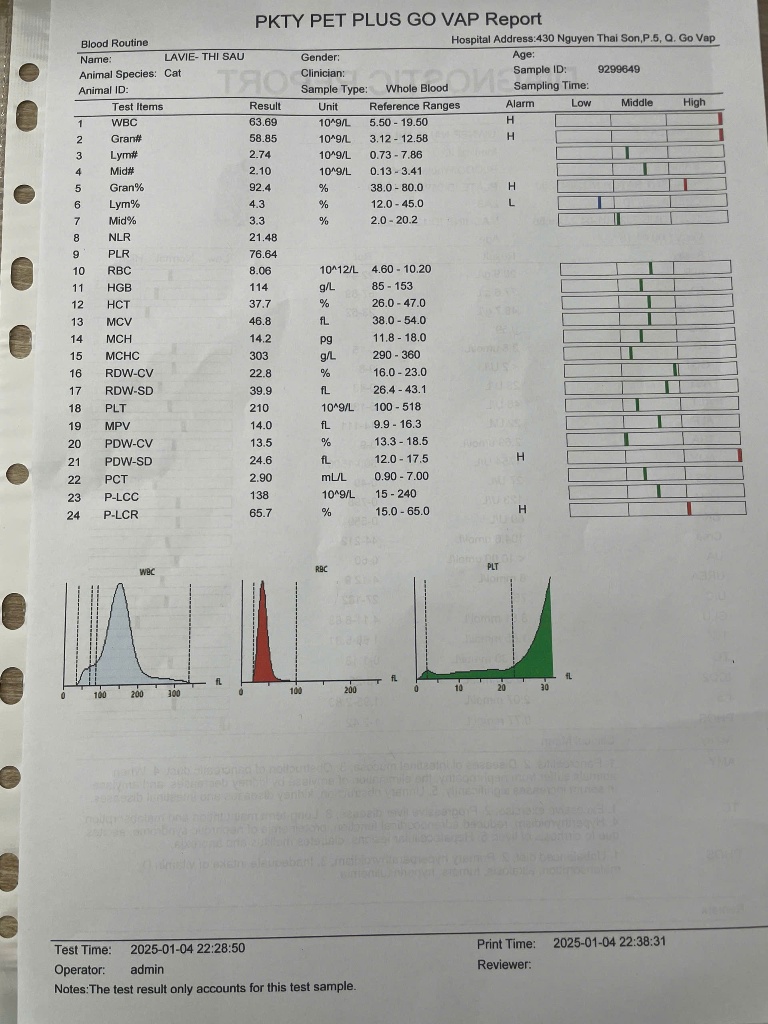 PKTY PET PLUS GO VAP Report
Blood Routine Hospital Address:430 Nguyen Thai Son,P.5, Q. Go Vap
Name: LAVIE- THI SAU Gender: Age:
Animal Species: Cat Clinician: Sample ID: 9299649
Animal ID: Sample Type: Whole Blood Sampling Time:
Test Items Result Unit Reference Ranges Alarm Low Middle High
1 WBC 63.69 10^9/L 5.50 - 19.50 H
2 Gran# 58.85 10^9/L 3.12 - 12.58 H
3 Lym# 2.74 10^9/L 0.73 - 7.86
4 Mid# 2.10 10^9/L 0.13 - 3.41
5 Gran% 92.4 % 38.0 - 80.0 H
6 Lym% 4.3 % 12.0 - 45.0 L
7 Mid% 3.3 % 2.0 - 20.2
8 NLR 21.48
9 PLR 76.64
10 RBC 8.06 10^12/L 4.60 - 10.20
11 HGB 114 g/L 85 - 153
12 HCT 37.7 % 26.0 - 47.0
13 MCV 46.8 fL 38.0 - 54.0
14 MCH 14.2 pg 11.8 - 18.0
15 MCHC 303 g/L 290 - 360
16 RDW-CV 22.8 % 16.0 - 23.0
17 RDW-SD 39.9 fL 26.4 - 43.1
18 PLT 210 10^9/L 100 - 518
19 MPV 14.0 fL 9.9 - 16.3
20 PDW-CV 13.5 % 13.3 - 18.5
21 PDW-SD 24.6 fL 12.0 - 17.5 H
22 PCT 2.90 mL/L 0.90 - 7.00
23 P-LCC 138 10^9/L 15 - 240
24 P-LCR 65.7 % 15.0 - 65.0 H
WBC RBC PLT
0 100 200 300 fL 0 100 200 fL 0 10 20 30 fL
Test Time: 2025-01-04 22:28:50 Print Time: 2025-01-04 22:38:31
Operator: admin Reviewer:
Notes:The test result only accounts for this test sample.